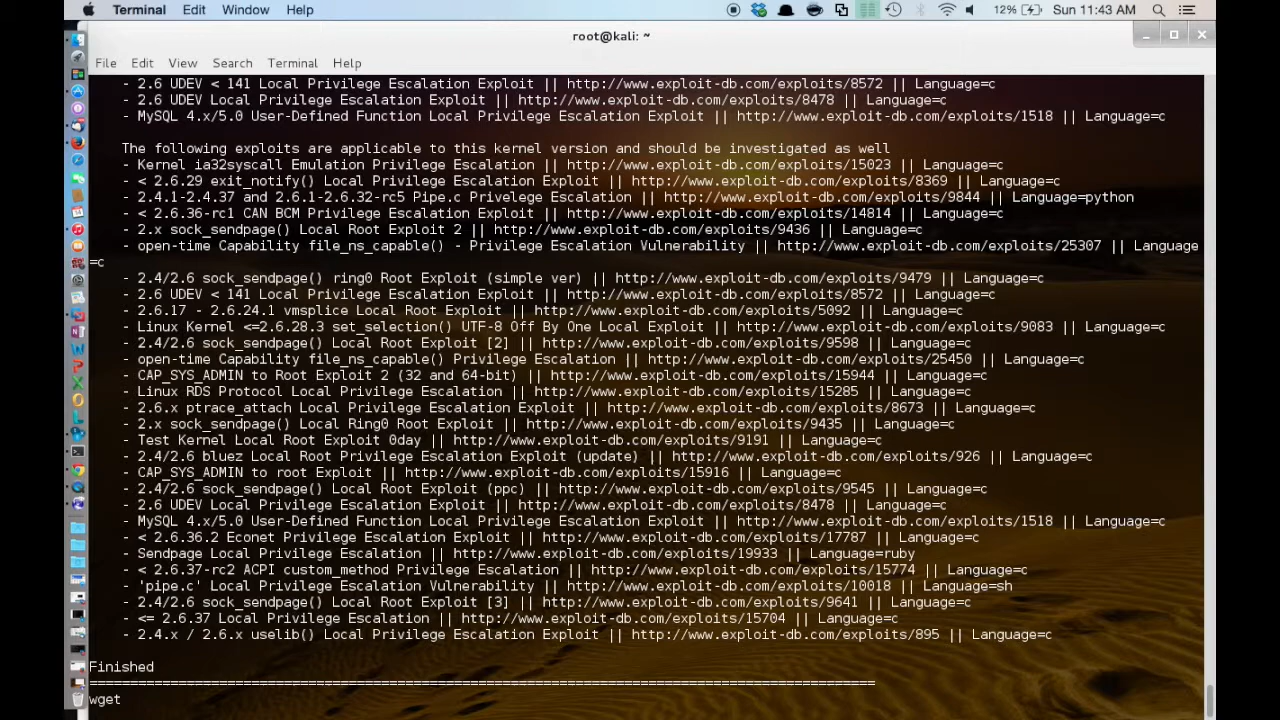 Terminal Edit Window Help 12% Sun 11:43 AM
root@kali: ~
File Edit View Search Terminal Help
- 2.6 UDEV < 141 Local Privilege Escalation Exploit || http://www.exploit-db.com/exploits/8572 || Language=c
- 2.6 UDEV Local Privilege Escalation Exploit || http://www.exploit-db.com/exploits/8478 || Language=c
- MySQL 4.x/5.0 User-Defined Function Local Privilege Escalation Exploit || http://www.exploit-db.com/exploits/1518 || Language=c
The following exploits are applicable to this kernel version and should be investigated as well
- Kernel ia32syscall Emulation Privilege Escalation || http://www.exploit-db.com/exploits/15023 || Language=c
- < 2.6.29 exit_notify() Local Privilege Escalation Exploit || http://www.exploit-db.com/exploits/8369 || Language=c
- 2.4.1-2.4.37 and 2.6.1-2.6.32-rc5 Pipe.c Privelege Escalation || http://www.exploit-db.com/exploits/9844 || Language=python
- < 2.6.36-rc1 CAN BCM Privilege Escalation Exploit || http://www.exploit-db.com/exploits/14814 || Language=c
- 2.x sock_sendpage() Local Root Exploit 2 || http://www.exploit-db.com/exploits/9436 || Language=c
- open-time Capability file_ns_capable() - Privilege Escalation Vulnerability || http://www.exploit-db.com/exploits/25307 || Language
=c
- 2.4/2.6 sock_sendpage() ring0 Root Exploit (simple ver) || http://www.exploit-db.com/exploits/9479 || Language=c
- 2.6 UDEV < 141 Local Privilege Escalation Exploit || http://www.exploit-db.com/exploits/8572 || Language=c
- 2.6.17 - 2.6.24.1 vmsplice Local Root Exploit || http://www.exploit-db.com/exploits/5092 || Language=c
- Linux Kernel <=2.6.28.3 set_selection() UTF-8 Off By One Local Exploit || http://www.exploit-db.com/exploits/9083 || Language=c
- 2.4/2.6 sock_sendpage() Local Root Exploit [2] || http://www.exploit-db.com/exploits/9598 || Language=c
- open-time Capability file_ns_capable() Privilege Escalation || http://www.exploit-db.com/exploits/25450 || Language=c
- CAP_SYS_ADMIN to Root Exploit 2 (32 and 64-bit) || http://www.exploit-db.com/exploits/15944 || Language=c
- Linux RDS Protocol Local Privilege Escalation || http://www.exploit-db.com/exploits/15285 || Language=c
- 2.6.x ptrace_attach Local Privilege Escalation Exploit || http://www.exploit-db.com/exploits/8673 || Language=c
- 2.x sock_sendpage() Local Ring0 Root Exploit || http://www.exploit-db.com/exploits/9435 || Language=c
- Test Kernel Local Root Exploit 0day || http://www.exploit-db.com/exploits/9191 || Language=c
- 2.4/2.6 bluez Local Root Privilege Escalation Exploit (update) || http://www.exploit-db.com/exploits/926 || Language=c
- CAP_SYS_ADMIN to root Exploit || http://www.exploit-db.com/exploits/15916 || Language=c
- 2.4/2.6 sock_sendpage() Local Root Exploit (ppc) || http://www.exploit-db.com/exploits/9545 || Language=c
- 2.6 UDEV Local Privilege Escalation Exploit || http://www.exploit-db.com/exploits/8478 || Language=c
- MySQL 4.x/5.0 User-Defined Function Local Privilege Escalation Exploit || http://www.exploit-db.com/exploits/1518 || Language=c
- < 2.6.36.2 Econet Privilege Escalation Exploit || http://www.exploit-db.com/exploits/17787 || Language=c
- Sendpage Local Privilege Escalation || http://www.exploit-db.com/exploits/19933 || Language=ruby
- < 2.6.37-rc2 ACPI custom_method Privilege Escalation || http://www.exploit-db.com/exploits/15774 || Language=c
- 'pipe.c' Local Privilege Escalation Vulnerability || http://www.exploit-db.com/exploits/10018 || Language=sh
- 2.4/2.6 sock_sendpage() Local Root Exploit [3] || http://www.exploit-db.com/exploits/9641 || Language=c
- <= 2.6.37 Local Privilege Escalation || http://www.exploit-db.com/exploits/15704 || Language=c
- 2.4.x / 2.6.x uselib() Local Privilege Escalation Exploit || http://www.exploit-db.com/exploits/895 || Language=c
Finished
=================================================================================================
wget